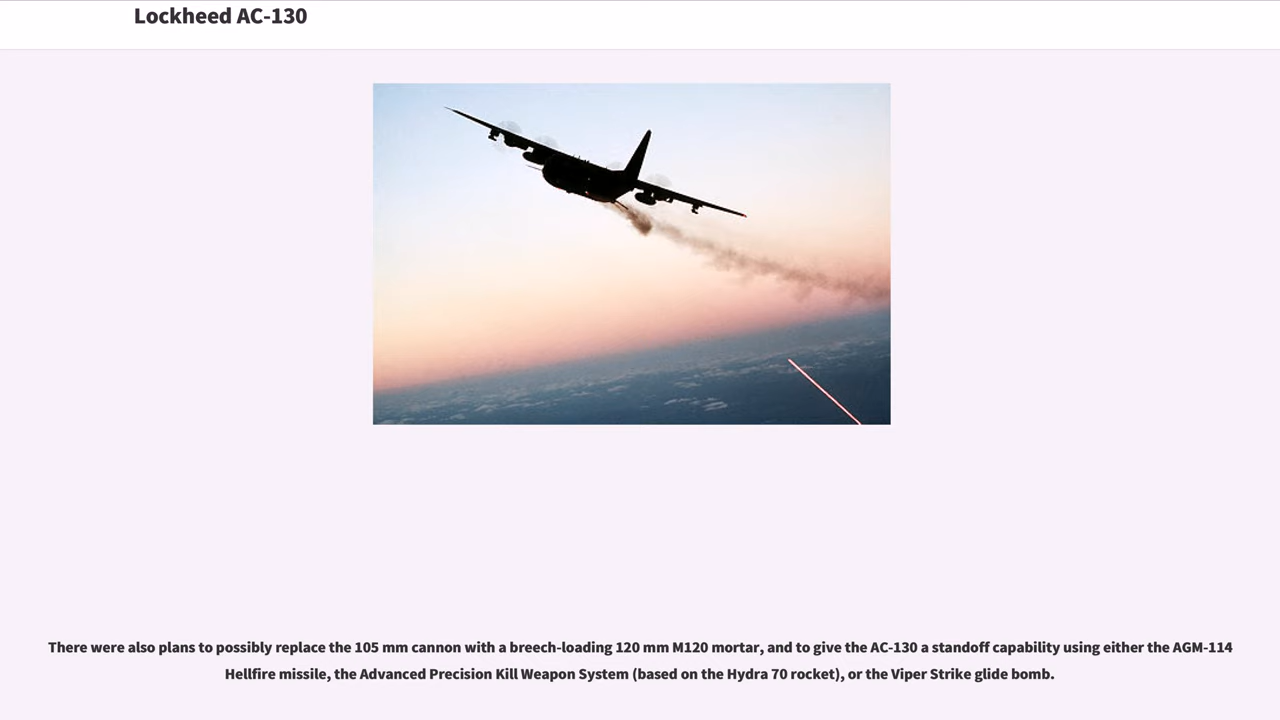 Lockheed AC-130
There were also plans to possibly replace the 105 mm cannon with a breech-loading 120 mm M120 mortar, and to give the AC-130 a standoff capability using either the AGM-114
Hellfire missile, the Advanced Precision Kill Weapon System (based on the Hydra 70 rocket), or the Viper Strike glide bomb.